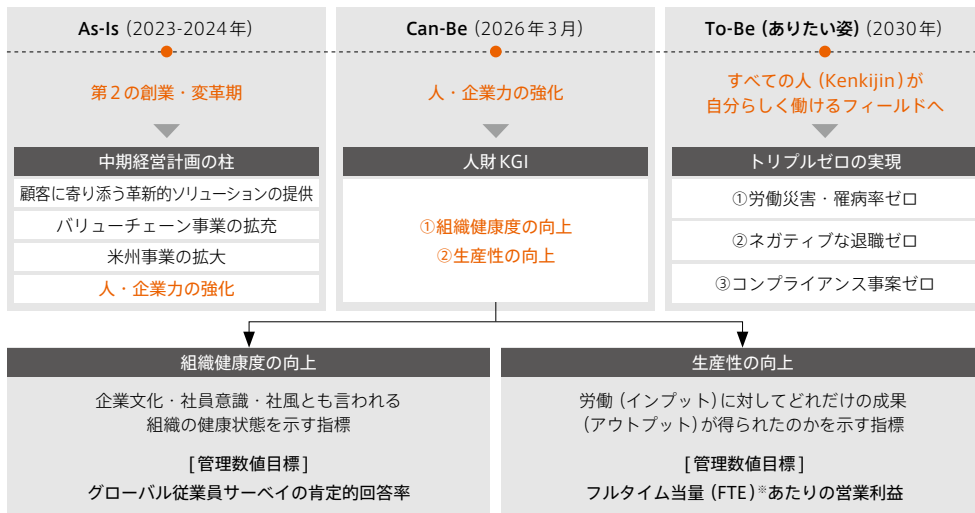 As-Is (2023-2024年)
第2の創業・変革期
中期経営計画の柱
顧客に寄り添う革新的ソリューションの提供
バリューチェーン事業の拡充
米州事業の拡大
人・企業力の強化
Can-Be (2026年3月)
人・企業力の強化
人財KGI
①組織健康度の向上
②生産性の向上
To-Be (ありたい姿) (2030年)
すべての人 (Kenkijin) が
自分らしく働けるフィールドへ
トリプルゼロの実現
①労働災害・罹病率ゼロ
②ネガティブな退職ゼロ
③コンプライアンス事案ゼロ
組織健康度の向上
企業文化・社員意識・社風とも言われる
組織の健康状態を示す指標
[管理数値目標]
グローバル従業員サーベイの肯定的回答率
生産性の向上
労働 (インプット) に対してどれだけの成果
(アウトプット) が得られたのかを示す指標
[管理数値目標]
フルタイム当量 (FTE)※あたりの営業利益